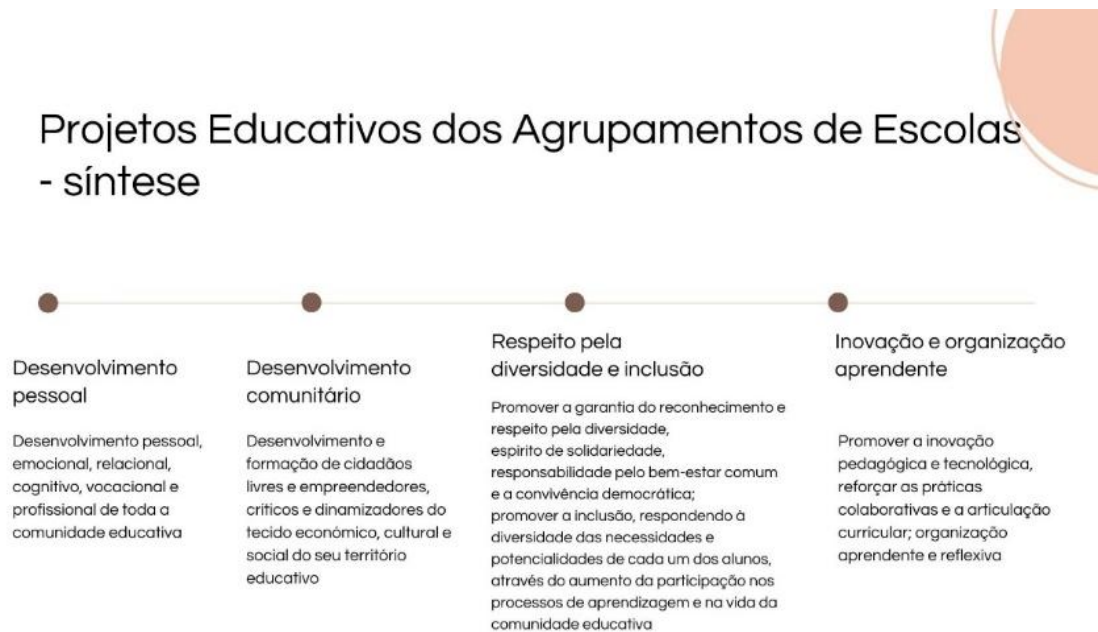 Projetos Educativos dos Agrupamentos de Escolas
- síntese
Desenvolvimento
pessoal
Desenvolvimento pessoal,
emocional, relacional,
cognitivo, vocacional e
profissional de toda a
comunidade educativa
Desenvolvimento
comunitário
Desenvolvimento e
formação de cidadãos
livres e empreendedores,
críticos e dinamizadores do
tecido económico, cultural e
social do seu território
educativo
Respeito pela
diversidade e inclusão
Promover a garantia do reconhecimento e
respeito pela diversidade,
espírito de solidariedade,
responsabilidade pelo bem-estar comum
e a convivência democrática;
promover a inclusão, respondendo à
diversidade das necessidades e
potencialidades de cada um dos alunos,
através do aumento da participação nos
processos de aprendizagem e na vida da
comunidade educativa
Inovação e organização
aprendente
Promover a inovação
pedagógica e tecnológica,
reforçar as práticas
colaborativas e a articulação
curricular; organização
aprendente e reflexiva